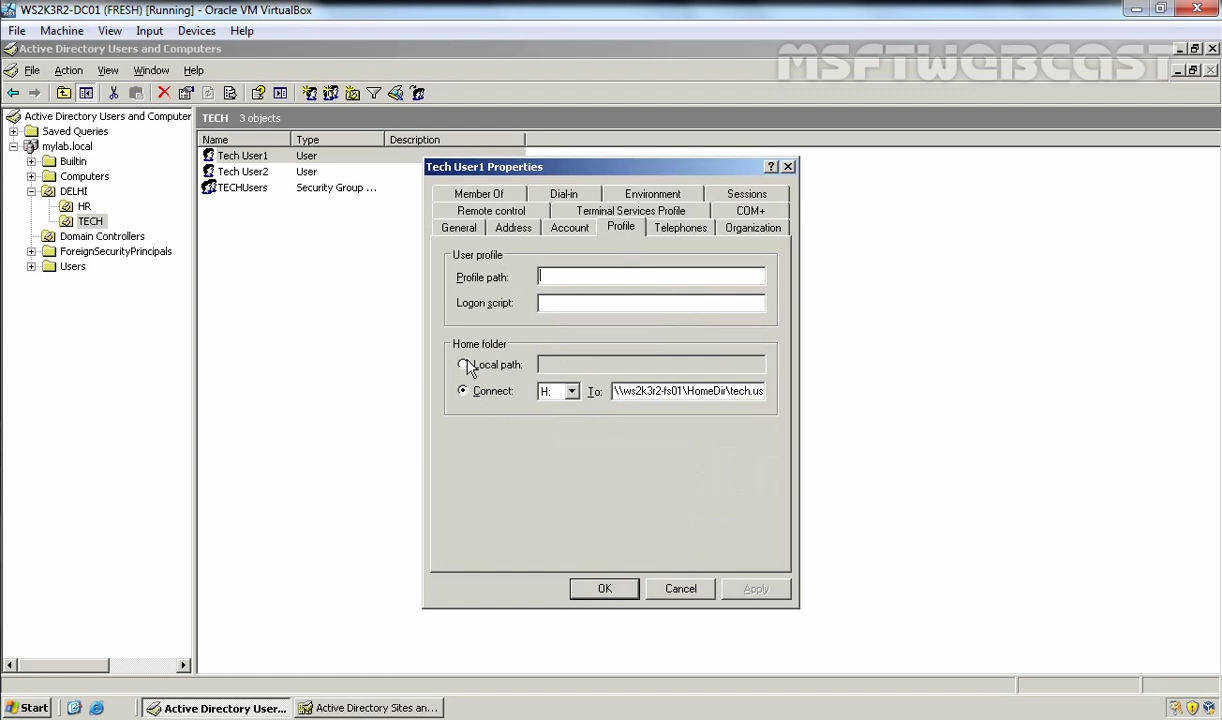 WS2K3R2-DC01 (FRESH) [Running] - Oracle VM VirtualBox
File Machine View Input Devices Help
Active Directory Users and Computers
MSFTWEBCAST
File Action View Window Help
Active Directory Users and Computer
Saved Queries
mylab.local
Builtin
Computers
DELHI
HR
TECH
Domain Controllers
ForeignSecurityPrincipals
Users
TECH 3 objects
Name Type Description
Tech User1 User
Tech User2 User
TECHUsers Security Group ...
Tech User1 Properties
Member Of Dial-in Environment Sessions
Remote control Terminal Services Profile COM+
General Address Account Profile Telephones Organization
User profile
Profile path:
Logon script:
Home folder
Local path:
Connect: H: To: \\ws2k3r2-fs01\HomeDir\tech.us
OK Cancel Apply
Start Active Directory User... Active Directory Sites an...